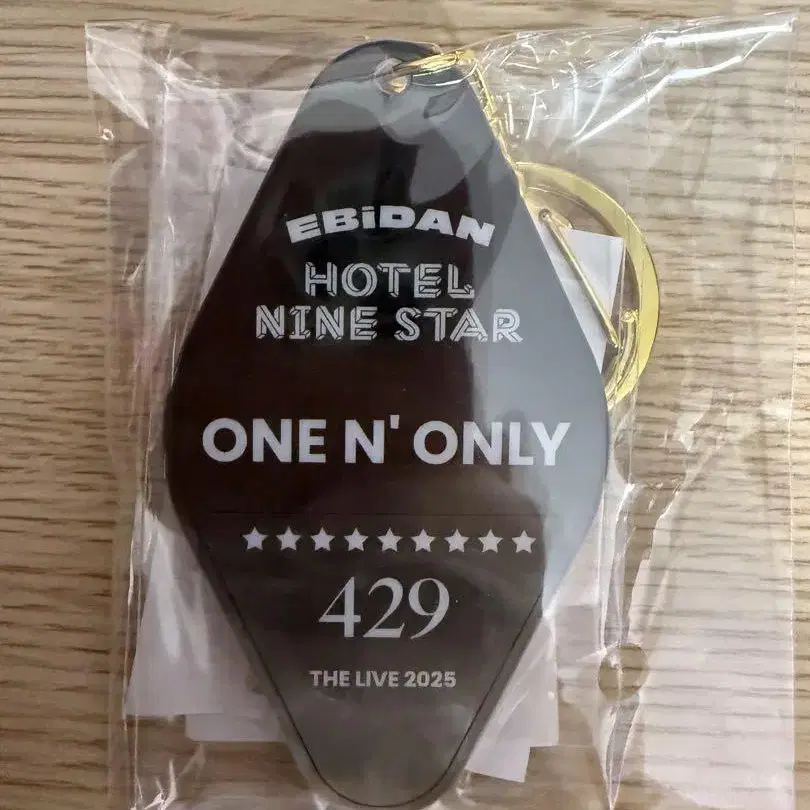 EBiDAN
HOTEL
NINE STAR
ONE N' ONLY
★★★★★★★★★
429
THE LIVE 2025